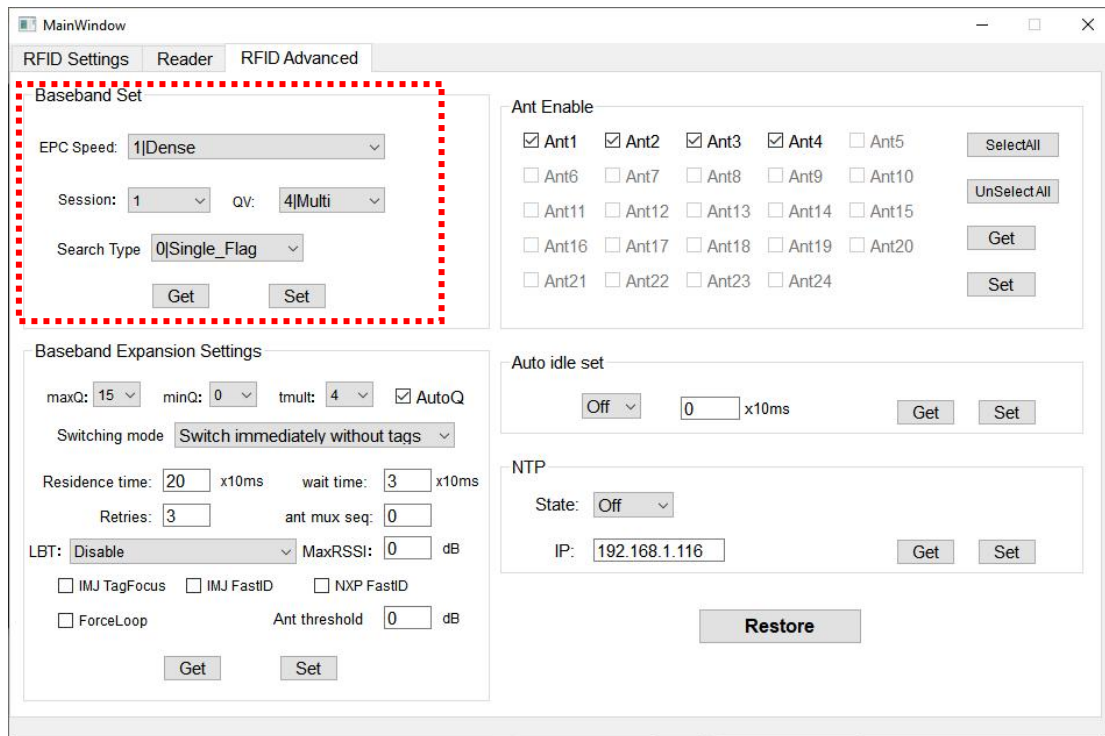 MainWindow
RFID Settings Reader RFID Advanced
Baseband Set
EPC Speed: 1|Dense
Session: 1 QV: 4|Multi
Search Type 0|Single_Flag
Get Set
Ant Enable
Ant1 Ant2 Ant3 Ant4 Ant5 SelectAll
Ant6 Ant7 Ant8 Ant9 Ant10 UnSelectAll
Ant11 Ant12 Ant13 Ant14 Ant15
Ant16 Ant17 Ant18 Ant19 Ant20 Get
Ant21 Ant22 Ant23 Ant24 Set
Baseband Expansion Settings
maxQ: 15 minQ: 0 tmult: 4 AutoQ
Switching mode Switch immediately without tags
Residence time: 20 x10ms wait time: 3 x10ms
Retries: 3 ant mux seq: 0
LBT: Disable MaxRSSI: 0 dB
IMJ TagFocus IMJ FastID NXP FastID
ForceLoop Ant threshold 0 dB
Get Set
Auto idle set
Off 0 x10ms Get Set
NTP
State: Off
IP: 192.168.1.116 Get Set
Restore